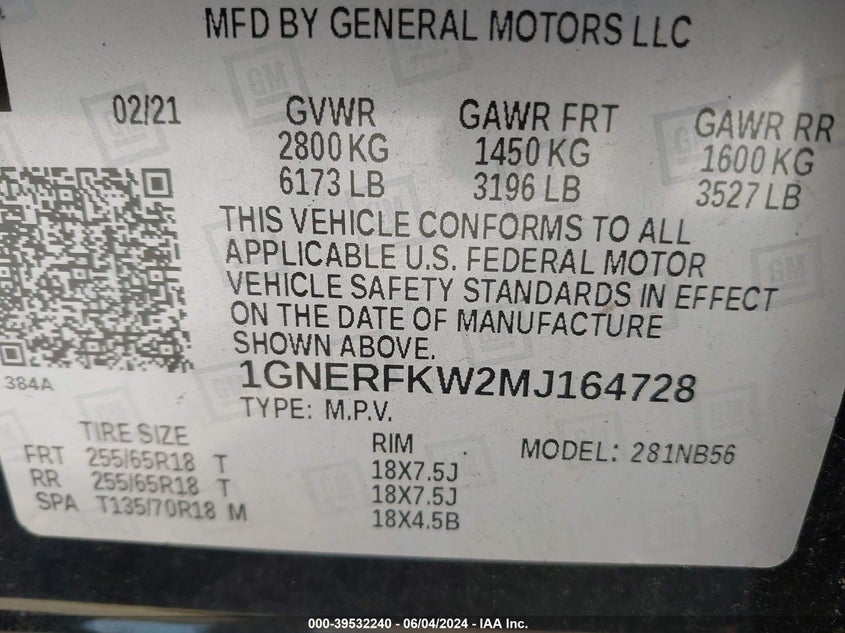 MFD BY GENERAL MOTORS LLC
02/21 GVWR GAWR FRT GAWR RR
2800 KG 1450 KG 1600 KG
6173 LB 3196 LB 3527 LB
THIS VEHICLE CONFORMS TO ALL
APPLICABLE U.S. FEDERAL MOTOR
VEHICLE SAFETY STANDARDS IN EFFECT
ON THE DATE OF MANUFACTURE
SHOWN ABOVE.
384A
1GNERFKW2MJ164728
TYPE: M.P.V.
TIRE SIZE RIM MODEL: 281NB56
FRT 255/65R18 T 18X7.5J
RR 255/65R18 T 18X7.5J
SPA T135/70R18 M 18X4.5B
000-39532240 - 06/04/2024 - IAA Inc.